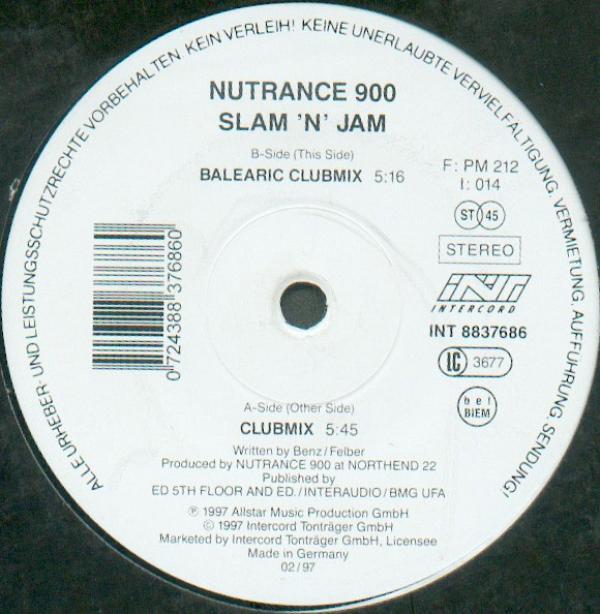 ALLE URHEBER- UND LEISTUNGSSCHUTZRECHTE VORBEHALTEN. KEIN VERLEIH! KEINE UNERLAUBTE VERVIELFÄLTIGUNG, VERMIETUNG, AUFFÜHRUNG, SENDUNG!
NUTRANCE 900
SLAM 'N' JAM
B-Side (This Side)
BALEARIC CLUBMIX 5:16
F: PM 212
I: 014
ST 45
STEREO
INT
INTERCORD
INT 8837686
LC 3677
bel
BIEM
0 724388 376860
A-Side (Other Side)
CLUBMIX 5:45
Written by Benz/Felber
Produced by NUTRANCE 900 at NORTHEND 22
Published by
ED 5TH FLOOR AND ED./INTERAUDIO/BMG UFA
℗ 1997 Allstar Music Production GmbH
© 1997 Intercord Tonträger GmbH
Marketed by Intercord Tonträger GmbH, Licensee
Made in Germany
02/97